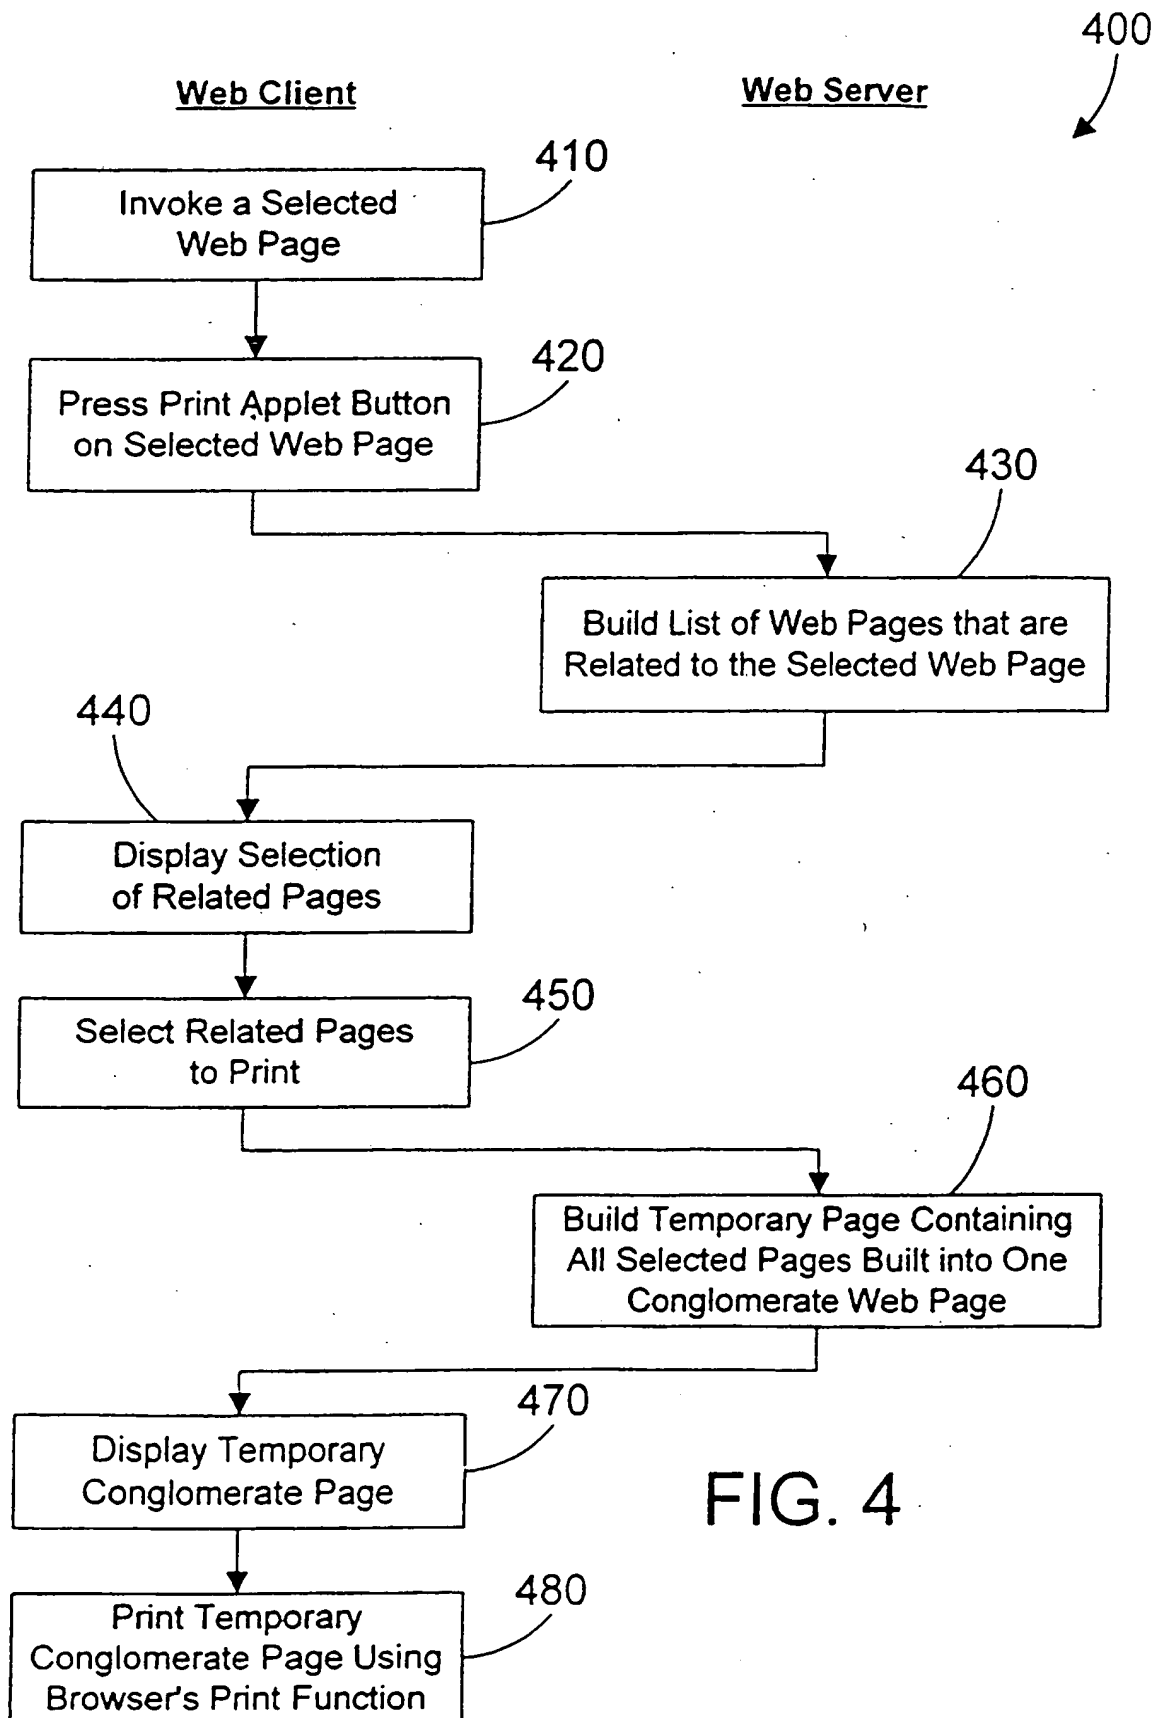 400
Web Client
Web Server
410
Invoke a Selected
Web Page
420
Press Print Applet Button
on Selected Web Page
430
Build List of Web Pages that are
Related to the Selected Web Page
440
Display Selection
of Related Pages
450
Select Related Pages
to Print
460
Build Temporary Page Containing
All Selected Pages Built into One
Conglomerate Web Page
470
Display Temporary
Conglomerate Page
FIG. 4
480
Print Temporary
Conglomerate Page Using
Browser's Print Function